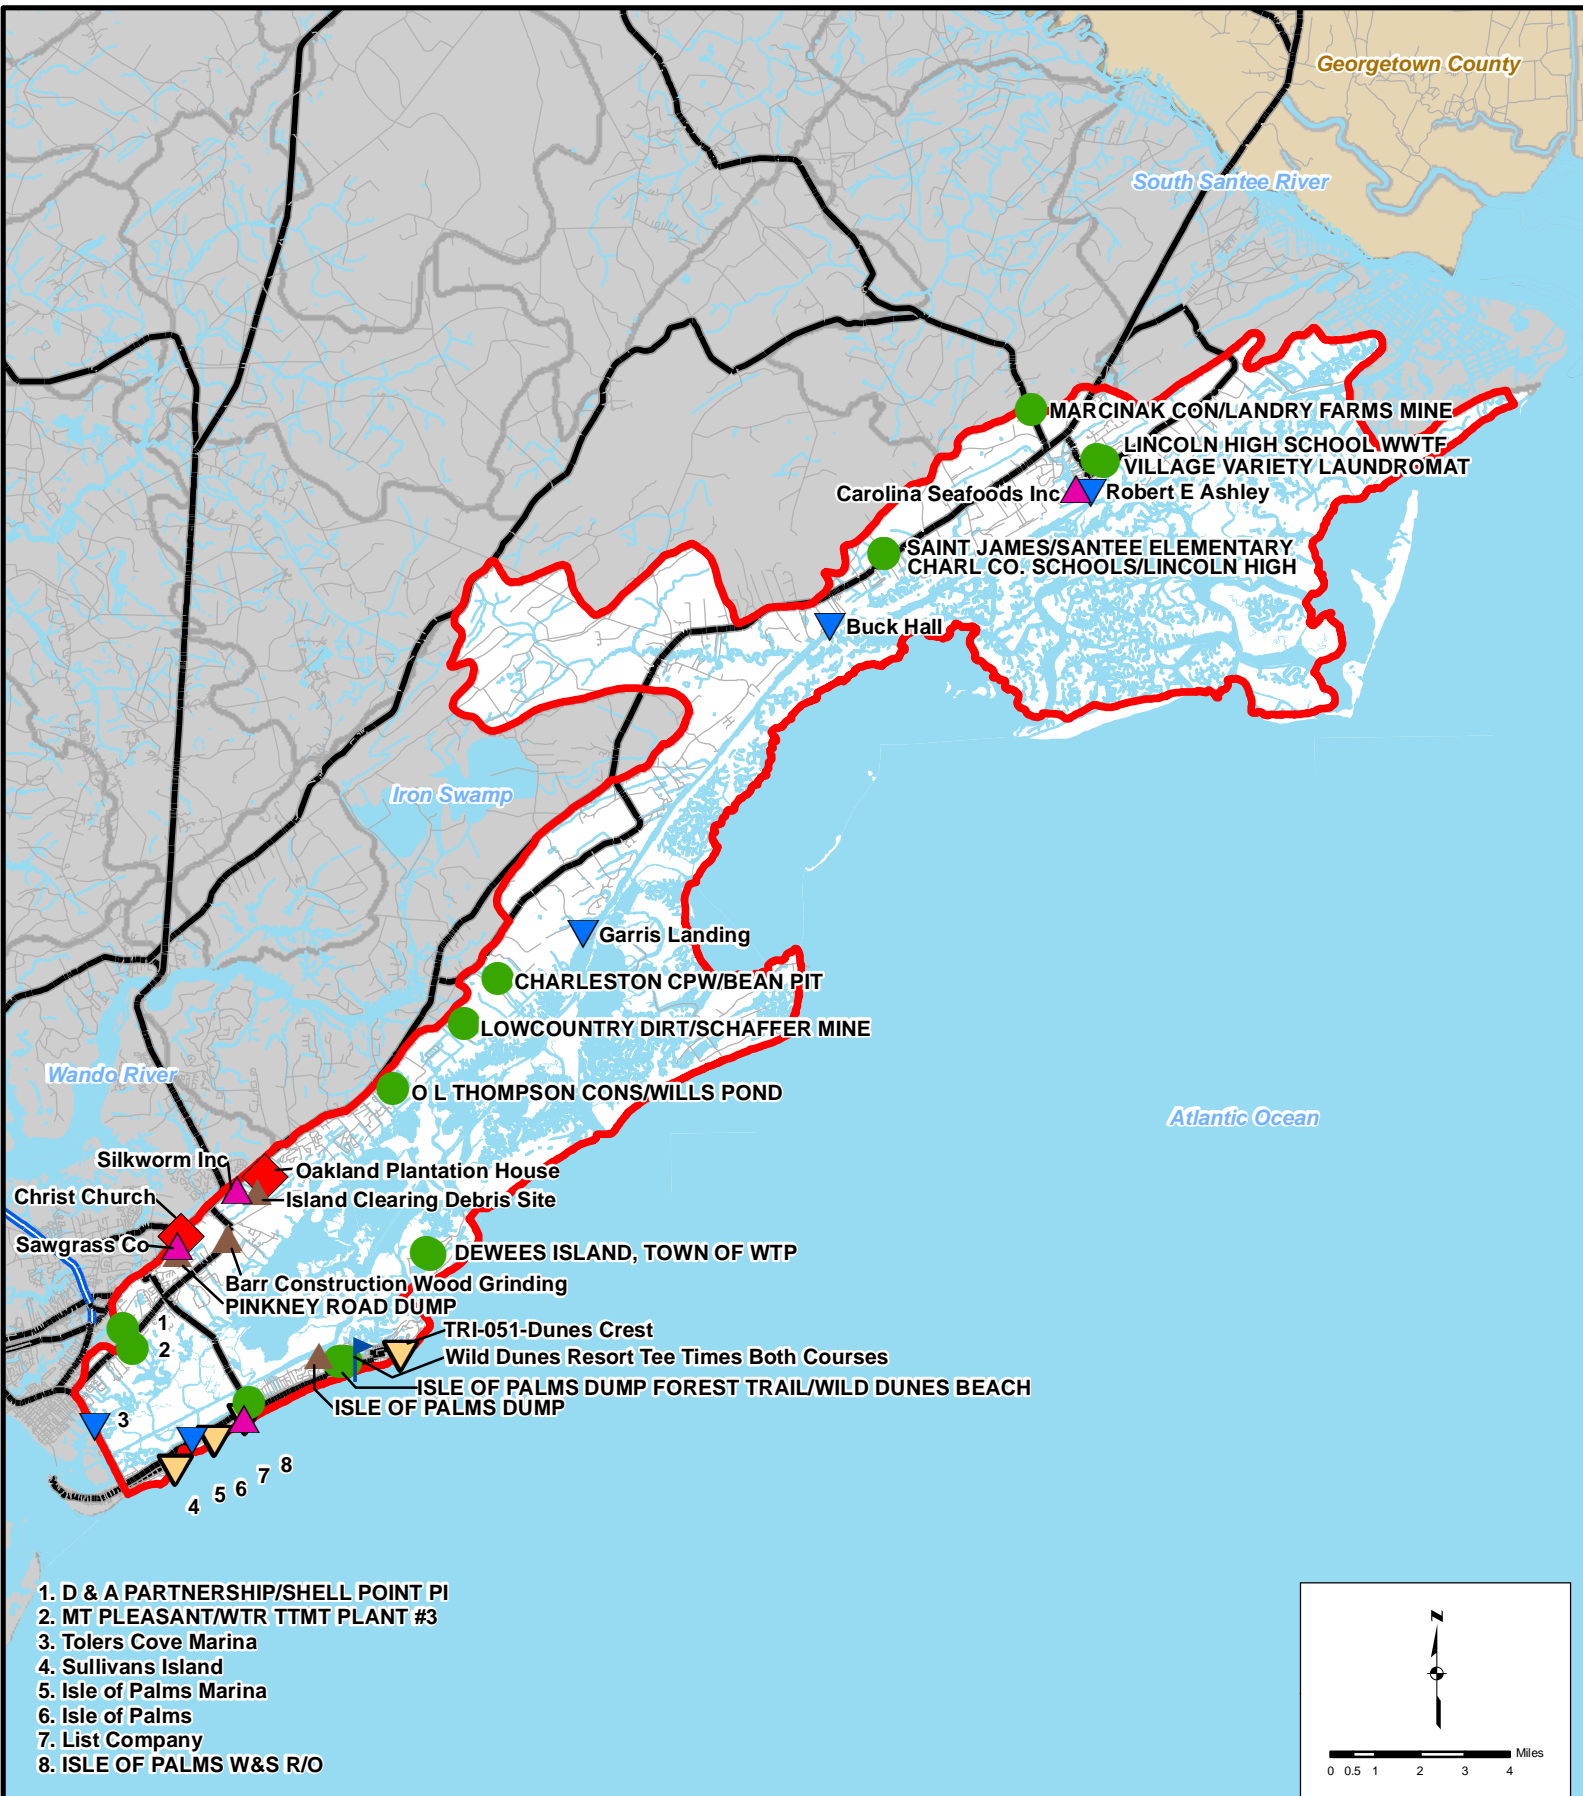 Georgetown County
South Santee River
MARCINAK CON/LANDRY FARMS MINE
LINCOLN HIGH SCHOOL WWTF
VILLAGE VARIETY LAUNDROMAT
Carolina Seafoods Inc
Robert E Ashley
SAINT JAMES/SANTEE ELEMENTARY
CHARL CO. SCHOOLS/LINCOLN HIGH
Buck Hall
Iron Swamp
Garris Landing
CHARLESTON CPW/BEAN PIT
LOWCOUNTRY DIRT/SCHAFFER MINE
Wando River
O L THOMPSON CONS/WILLS POND
Atlantic Ocean
Silkworm Inc
Oakland Plantation House
Christ Church
Island Clearing Debris Site
Sawgrass Co
DEWEES ISLAND, TOWN OF WTP
Barr Construction Wood Grinding
PINKNEY ROAD DUMP
1
TRI-051-Dunes Crest
2
Wild Dunes Resort Tee Times Both Courses
ISLE OF PALMS DUMP FOREST TRAIL/WILD DUNES BEACH
ISLE OF PALMS DUMP
3
8
7
6
5
4
1. D & A PARTNERSHIP/SHELL POINT PI
2. MT PLEASANT/WTR TTMT PLANT #3
3. Tolers Cove Marina
4. Sullivans Island
5. Isle of Palms Marina
6. Isle of Palms
7. List Company
8. ISLE OF PALMS W&S R/O
N
Miles
0 0.5 1 2 3 4